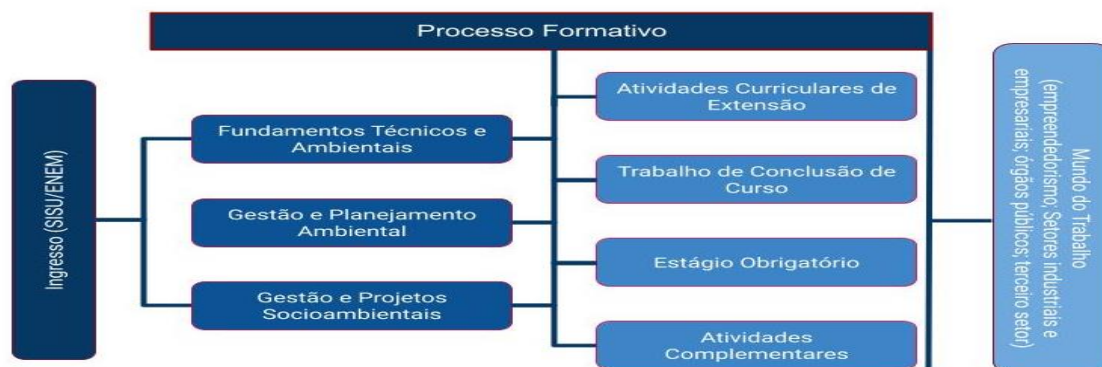 Processo Formativo
Ingresso (SISU/ENEM)
Fundamentos Técnicos e
Ambientais
Gestão e Planejamento
Ambiental
Gestão e Projetos
Socioambientais
Atividades Curriculares de
Extensão
Trabalho de Conclusão de
Curso
Estágio Obrigatório
Atividades
Complementares
Mundo do Trabalho
(empreendedorismo; Setores industriais e
empresariais; órgãos públicos; terceiro setor)